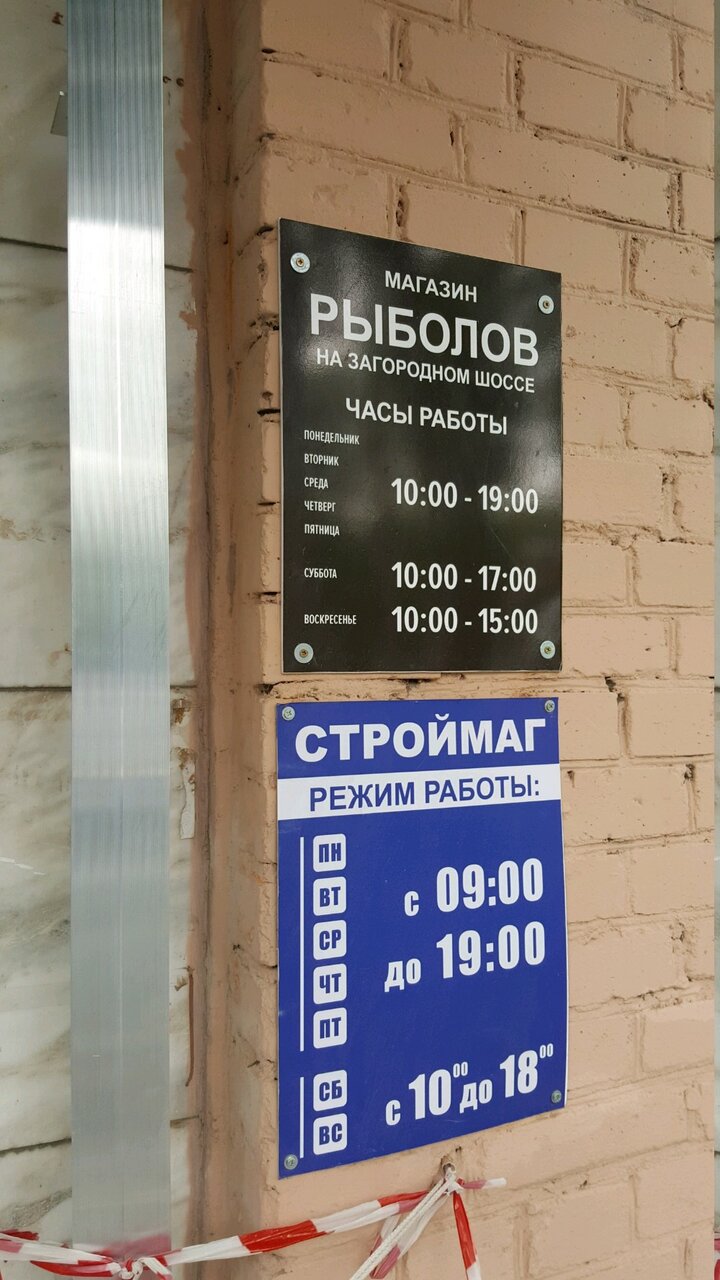 МАГАЗИН
РЫБОЛОВ
НА ЗАГОРОДНОМ ШОССЕ
ЧАСЫ РАБОТЫ
ПОНЕДЕЛЬНИК
ВТОРНИК
СРЕДА 10:00 - 19:00
ЧЕТВЕРГ
ПЯТНИЦА
СУББОТА 10:00 - 17:00
ВОСКРЕСЕНЬЕ 10:00 - 15:00
СТРОЙМАГ
РЕЖИМ РАБОТЫ:
ПН
ВТ с 09:00
СР
ЧТ до 19:00
ПТ
СБ
ВС с 10⁰⁰ до 18⁰⁰